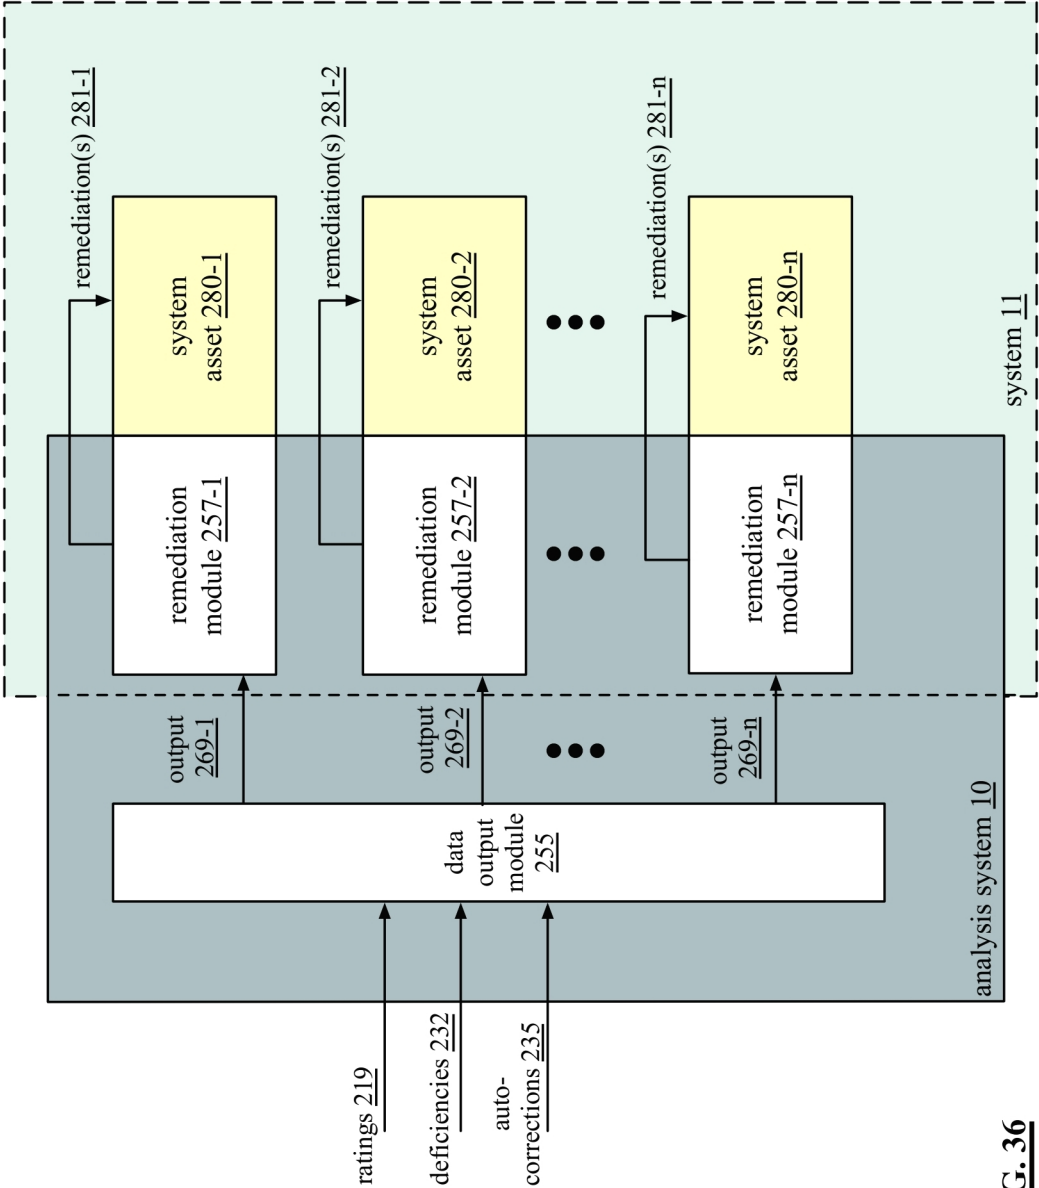 ratings 219
deficiencies 232
auto-
corrections 235
data
output
module
255
output
269-1
output
269-2
output
269-n
remediation
module 257-1
remediation
module 257-2
remediation
module 257-n
system
asset 280-1
system
asset 280-2
system
asset 280-n
remediation(s) 281-1
remediation(s) 281-2
remediation(s) 281-n
analysis system 10
system 11
G. 36